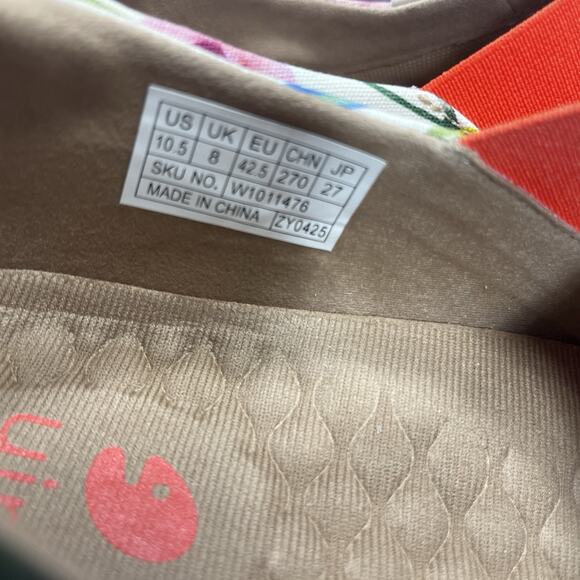 US UK EU CHN JP
10.5 8 42.5 270 27
SKU NO. W1011476
MADE IN CHINA ZY0425